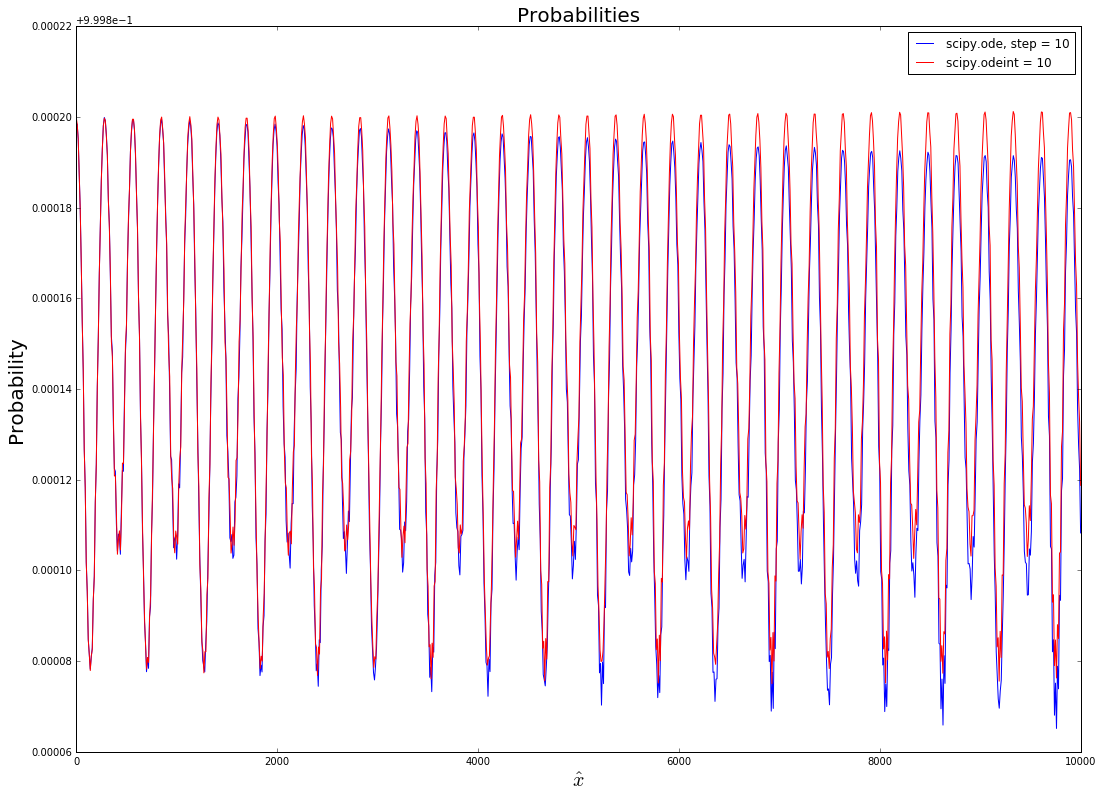 Probabilities
+9.998e−1
0.00022
0.00020
0.00018
0.00016
0.00014
0.00012
0.00010
0.00008
0.00006
Probability
scipy.ode, step = 10
scipy.odeint = 10
0 2000 4000 6000 8000 10000
x̂